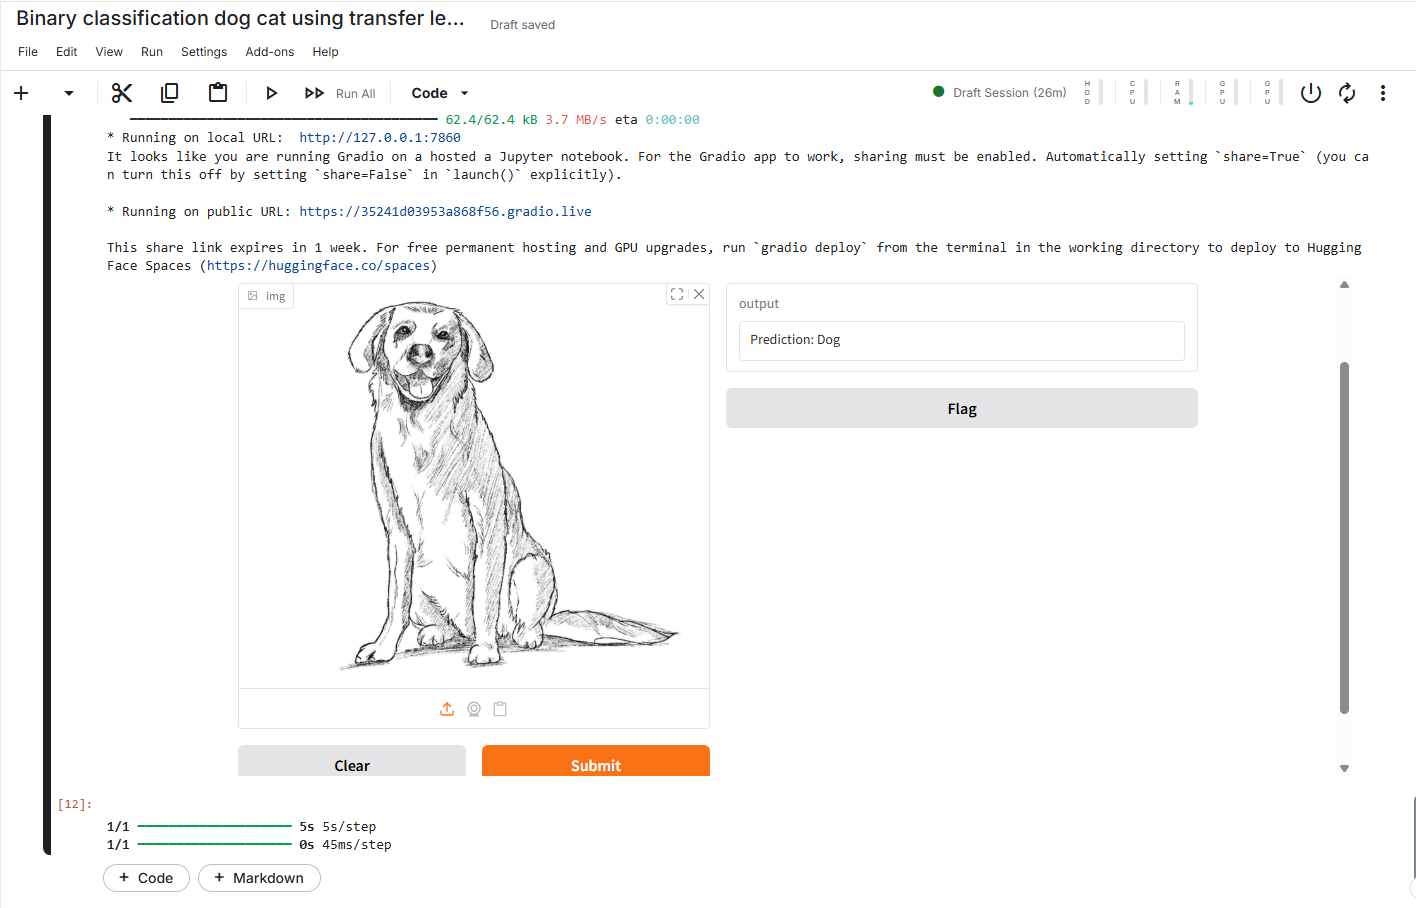 Binary classification dog cat using transfer le...
Draft saved
File Edit View Run Settings Add-ons Help
Run All
Code
Draft Session (26m)
HDD
CPU
RAM
GPU
GPU
62.4/62.4 kB 3.7 MB/s eta 0:00:00
* Running on local URL:  http://127.0.0.1:7860
It looks like you are running Gradio on a hosted a Jupyter notebook. For the Gradio app to work, sharing must be enabled. Automatically setting `share=True` (you ca
n turn this off by setting `share=False` in `launch()` explicitly).
* Running on public URL: https://35241d03953a868f56.gradio.live
This share link expires in 1 week. For free permanent hosting and GPU upgrades, run `gradio deploy` from the terminal in the working directory to deploy to Hugging
Face Spaces (https://huggingface.co/spaces)
img
output
Prediction: Dog
Flag
Clear
Submit
[12]:
1/1 5s 5s/step
1/1 0s 45ms/step
+ Code
+ Markdown